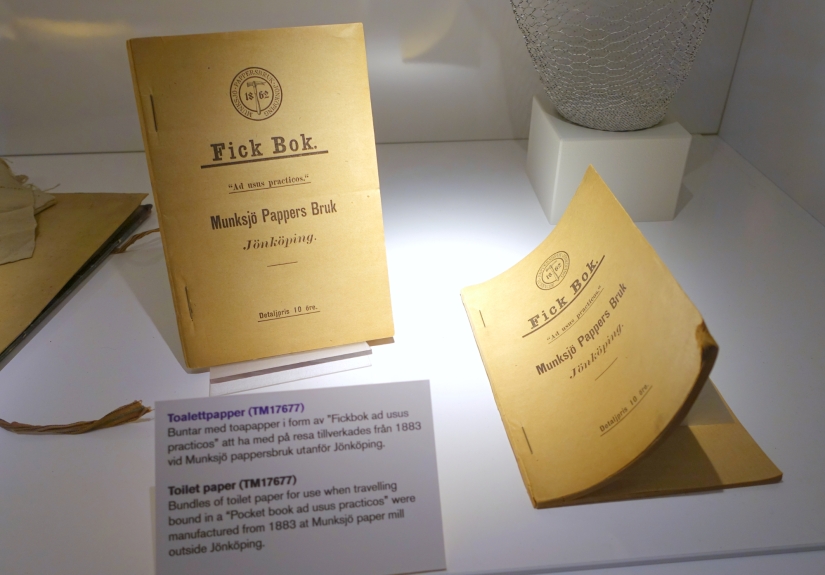 MUNKSJÖ PAPPERSBRUK JÖNKÖPING
1862
Fick Bok.
"Ad usus practicos."
Munksjö Pappers Bruk
Jönköping.
Detaljpris 10 öre.
Fick Bok.
"Ad usus practicos."
Munksjö Pappers Bruk
Jönköping.
Detaljpris 10 öre.
Toalettpapper (TM17677)
Buntar med toapapper i form av "Fickbok ad usus
practicos" att ha med på resa tillverkades från 1883
vid Munksjö pappersbruk utanför Jönköping.
Toilet paper (TM17677)
Bundles of toilet paper for use when travelling
bound in a "Pocket book ad usus practicos" were
manufactured from 1883 at Munksjö paper mill
outside Jönköping.